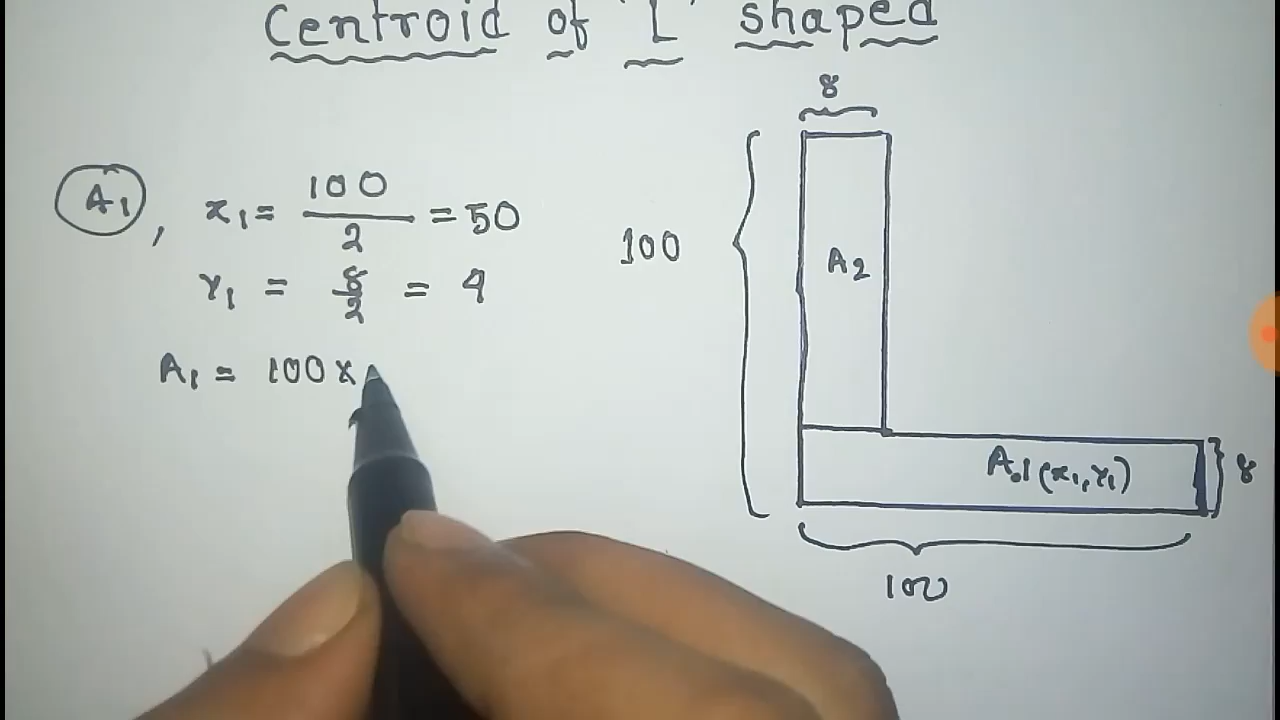 Centroid of 'L' shaped
A1, x1 = 100/2 = 50
Y1 = 8/2 = 4
A1 = 100x
8
100
A2
A1(x1,Y1)
8
100